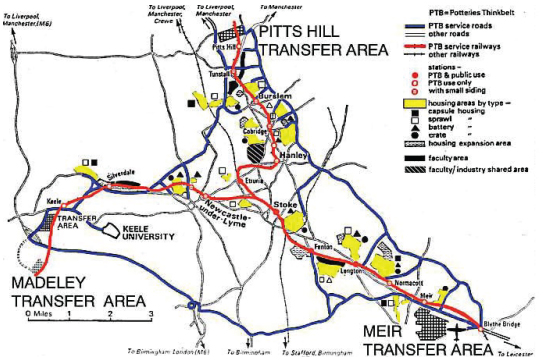 To Liverpool,
Manchester,(M6)
To Liverpool,
Manchester,
Crewe
To Liverpool,
Manchester
To Manchester
Pitts Hill
PITTS HILL
TRANSFER AREA
Tunstall
Burslem
Cobridge
Hanley
Etruria
Silverdale
Keele
TRANSFER
AREA
KEELE
UNIVERSITY
Newcastle-
under-Lyme
Stoke
Fenton
Longton
Normacott
Meir
Blythe Bridge
MADELEY
TRANSFER AREA
0 Miles 1 2 3
MEIR
TRANSFER AREA
To Birmingham London (M6)
To Birmingham
To Stafford, Birmingham
To Leicester
PTB = Potteries Thinkbelt
PTB service roads
other roads
PTB service railways
other railways
stations –
PTB & public use
PTB use only
with small siding
housing areas by type –
capsule housing
sprawl
battery
crate
housing expansion area
faculty area
faculty/industry shared area